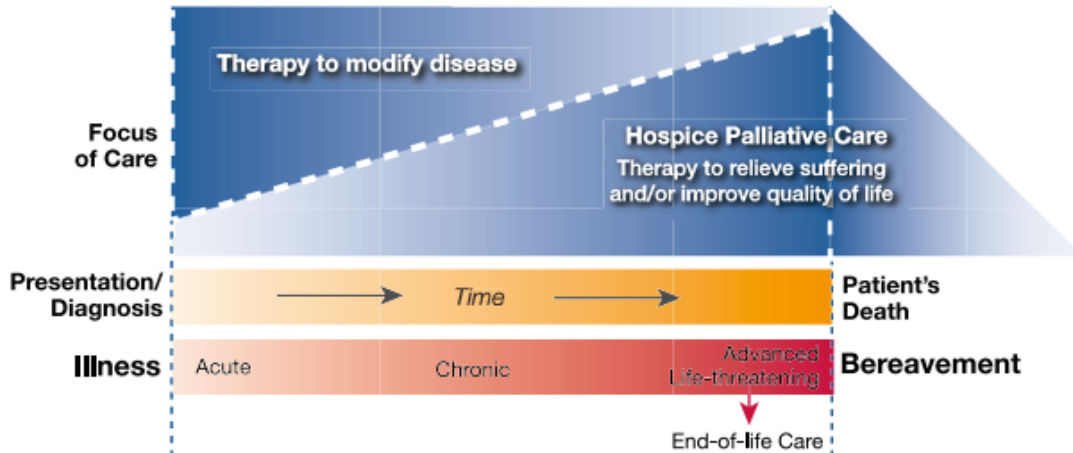 Therapy to modify disease
Focus
of Care
Hospice Palliative Care
Therapy to relieve suffering
and/or improve quality of life
Presentation/
Diagnosis
Time
Patient's
Death
Illness
Acute
Chronic
Advanced
Life-threatening
Bereavement
End-of-life Care